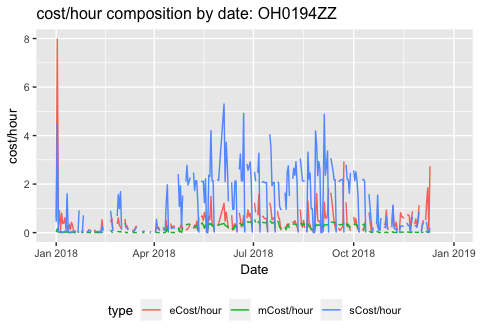 cost/hour composition by date: OH0194ZZ
8
6
4
2
0
cost/hour
Jan 2018
Apr 2018
Jul 2018
Oct 2018
Jan 2019
Date
type
eCost/hour
mCost/hour
sCost/hour